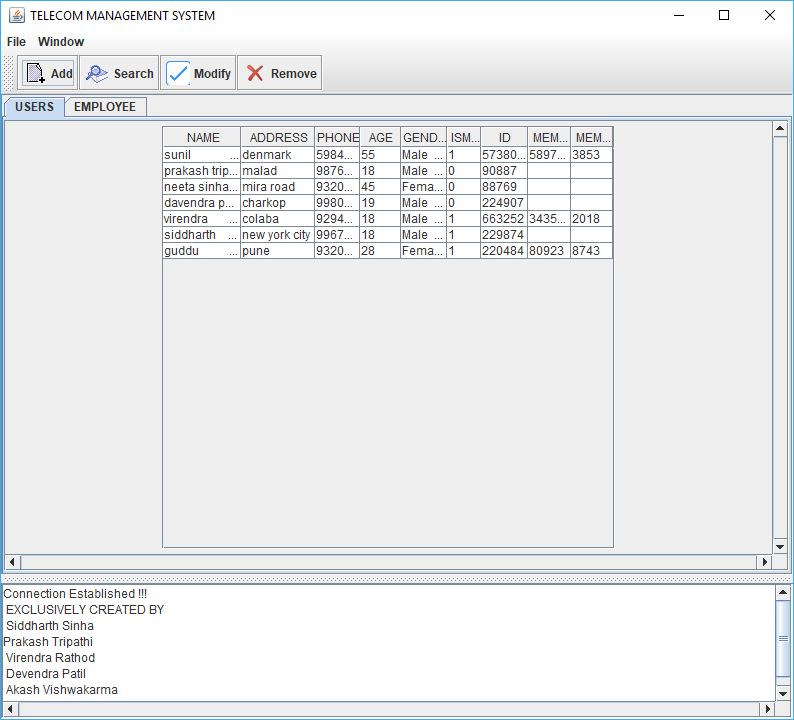 TELECOM MANAGEMENT SYSTEM
File Window
Add Search Modify Remove
USERS EMPLOYEE
NAME ADDRESS PHONE AGE GEND... ISM... ID MEM... MEM...
sunil ... denmark 5984... 55 Male ... 1 57380... 5897... 3853
prakash trip... malad 9876... 18 Male ... 0 90887
neeta sinha... mira road 9320... 45 Fema... 0 88769
davendra p... charkop 9980... 19 Male ... 0 224907
virendra ... colaba 9294... 18 Male ... 1 663252 3435... 2018
siddharth ... new york city 9967... 18 Male ... 1 229874
guddu ... pune 9320... 28 Fema... 1 220484 80923 8743
Connection Established !!!
EXCLUSIVELY CREATED BY
Siddharth Sinha
Prakash Tripathi
Virendra Rathod
Devendra Patil
Akash Vishwakarma